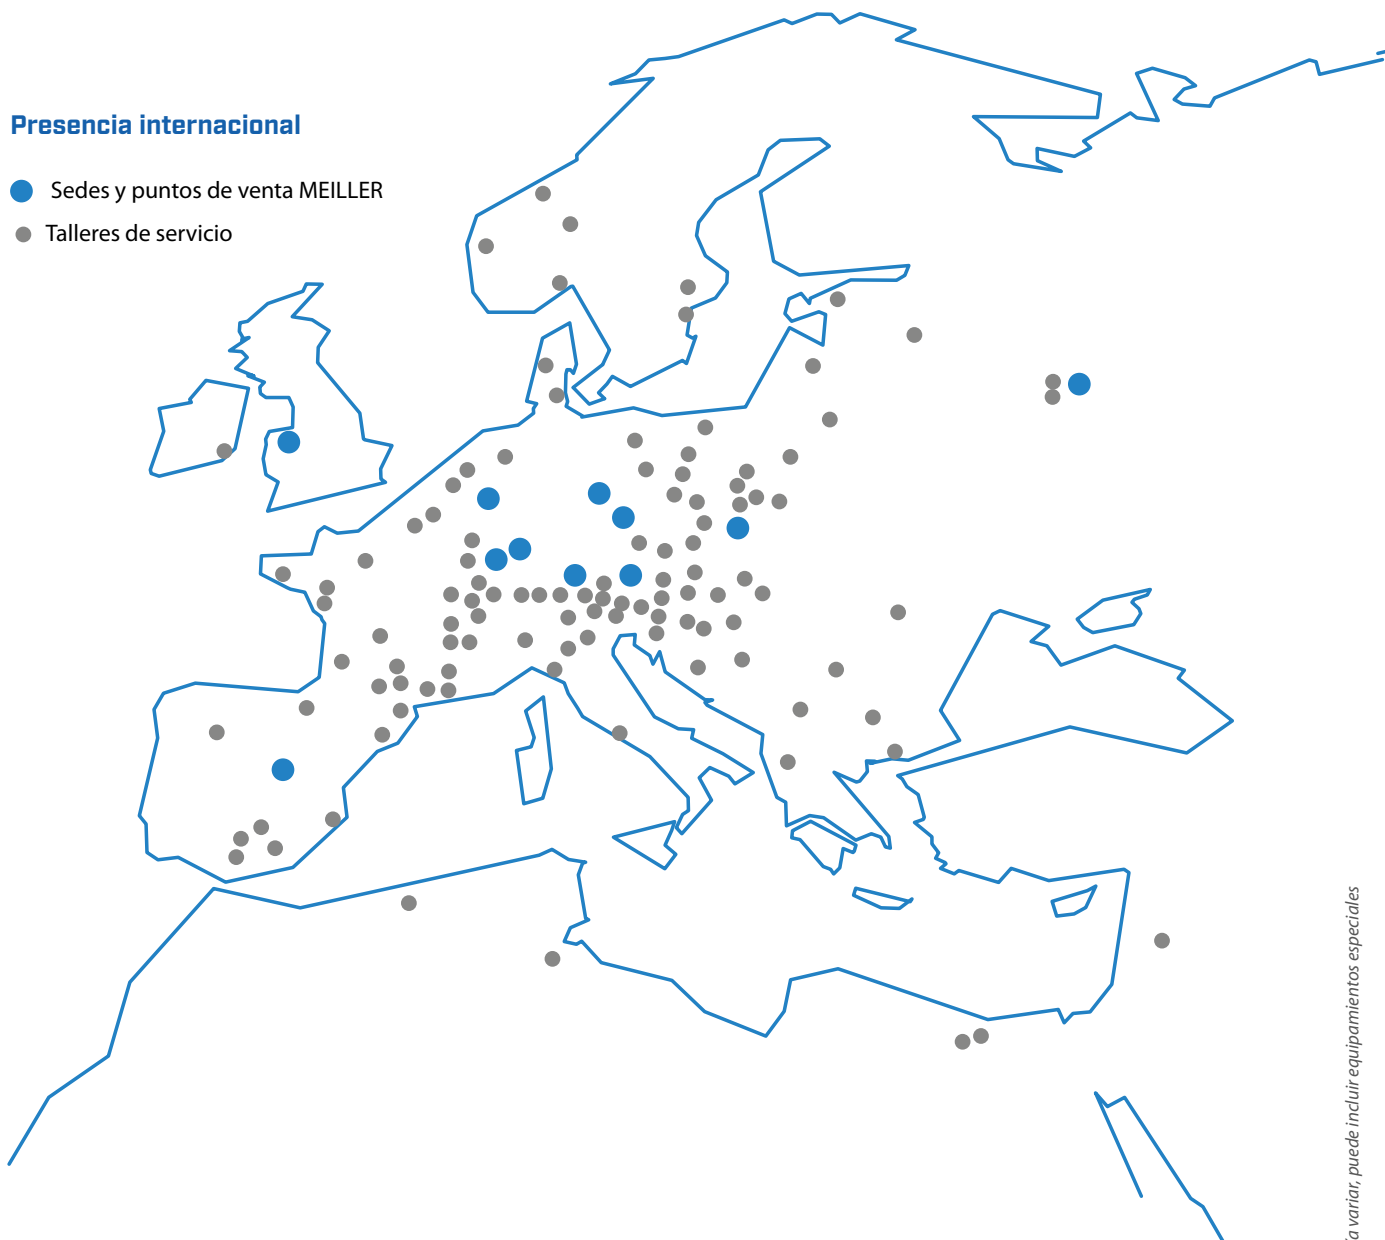 Presencia internacional
Sedes y puntos de venta MEILLER
Talleres de servicio
variar, puede incluir equipamientos especiales